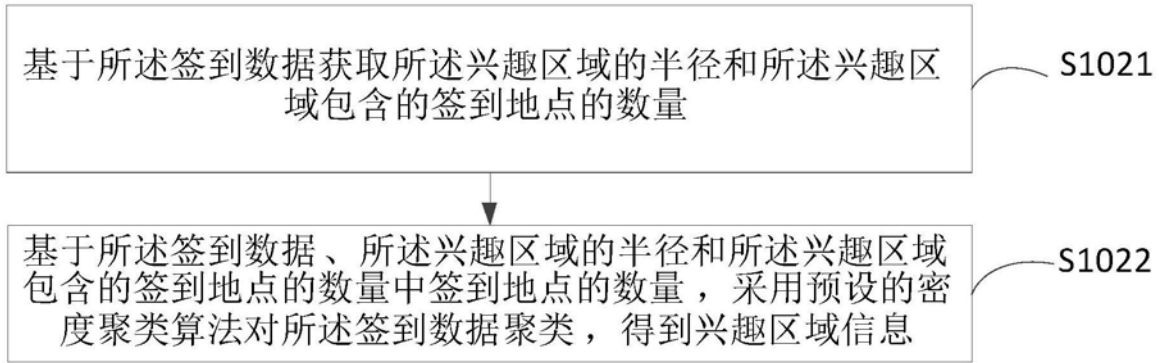 基于所述签到数据获取所述兴趣区域的半径和所述兴趣区
域包含的签到地点的数量
S1021
基于所述签到数据、所述兴趣区域的半径和所述兴趣区域
包含的签到地点的数量中签到地点的数量，采用预设的密
度聚类算法对所述签到数据聚类，得到兴趣区域信息
S1022